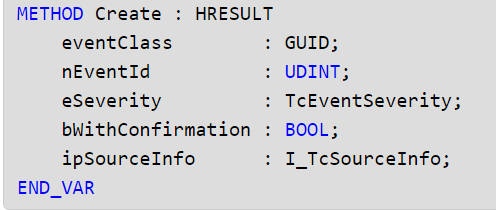 METHOD Create : HRESULT
    eventClass        : GUID;
    nEventId          : UDINT;
    eSeverity         : TcEventSeverity;
    bWithConfirmation : BOOL;
    ipSourceInfo      : I_TcSourceInfo;
END_VAR